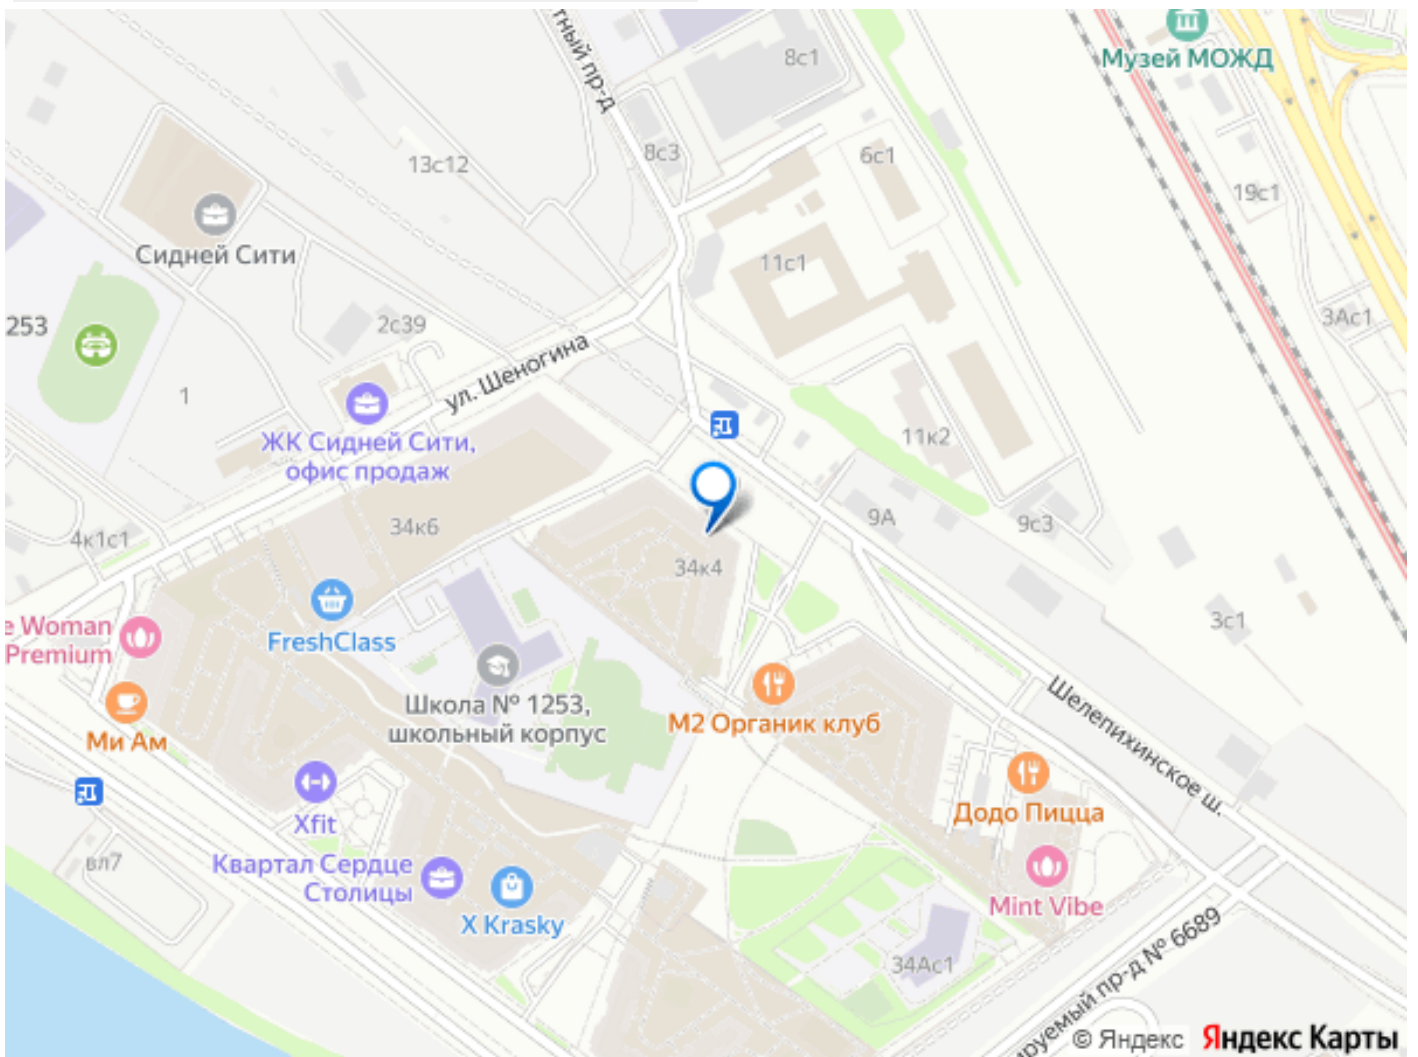 тный пр-д
8с1
Музей МОЖД
13с12
8с3
6с1
19с1
Сидней Сити
11с1
253
2с39
3Ас1
ул. Шеногина
1
ЖК Сидней Сити,
офис продаж
11к2
4к1с1
34к6
9А
9с3
34к4
e Woman
Premium
FreshClass
3с1
Школа № 1253,
школьный корпус
М2 Органик клуб
Ми Ам
Шелепихинское ш.
Xfit
Додо Пицца
вл7
Квартал Сердце
Столицы
X Krasky
Mint Vibe
34Ас1
ируемый пр-д № 6689
© Яндекс
Яндекс Карты